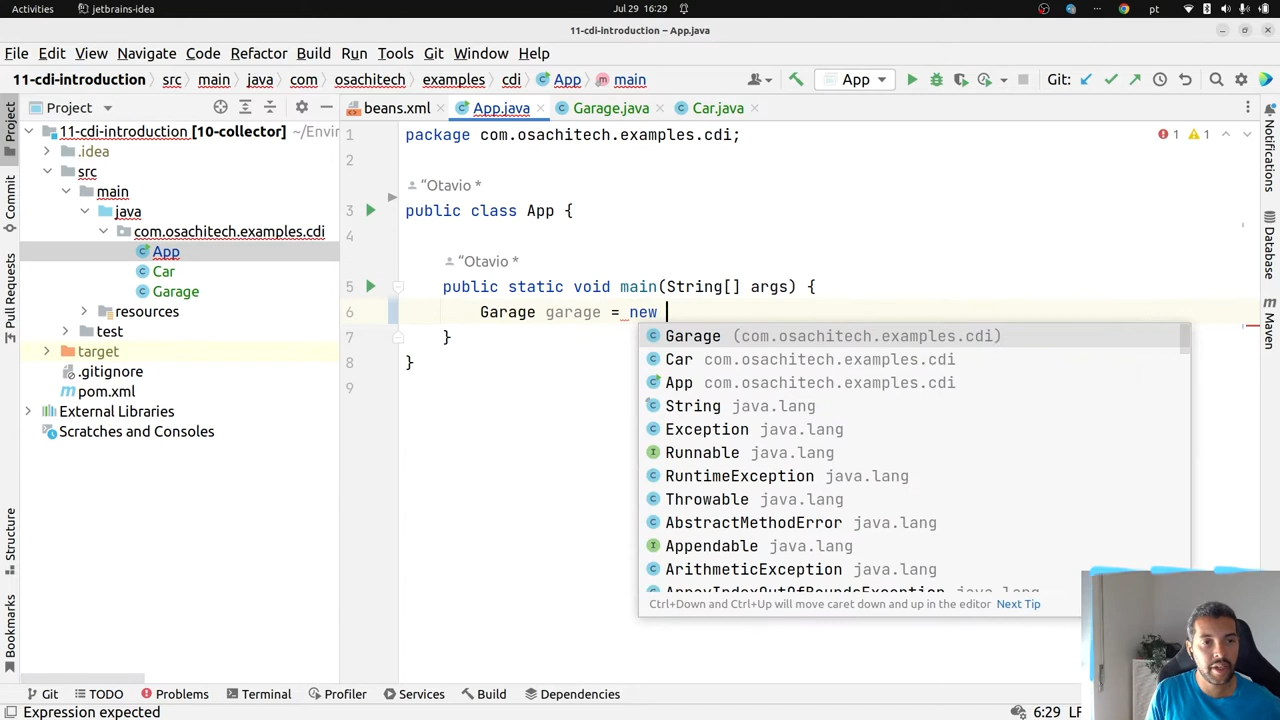 Activities jetbrains-idea Jul 29 16:29 pt
11-cdi-introduction – App.java
File Edit View Navigate Code Refactor Build Run Tools Git Window Help
11-cdi-introduction src main java com osachitech examples cdi App main App Git:
Project beans.xml App.java Garage.java Car.java
11-cdi-introduction [10-collector] ~/Envir
.idea
src
main
java
com.osachitech.examples.cdi
App
Car
Garage
resources
test
target
.gitignore
pom.xml
External Libraries
Scratches and Consoles
Project
Commit
Pull Requests
Structure
Bookmarks
1 package com.osachitech.examples.cdi; 1 1
2
"Otavio *
3 public class App {
4
"Otavio *
5 public static void main(String[] args) {
6 Garage garage = new
7 }
8 }
9
Garage (com.osachitech.examples.cdi)
Car com.osachitech.examples.cdi
App com.osachitech.examples.cdi
String java.lang
Exception java.lang
Runnable java.lang
RuntimeException java.lang
Throwable java.lang
AbstractMethodError java.lang
Appendable java.lang
ArithmeticException java.lang
ArrayIndexOutOfBoundsException java.lang
Ctrl+Down and Ctrl+Up will move caret down and up in the editor Next Tip
Notifications
Database
Maven
Git TODO Problems Terminal Profiler Services Build Dependencies
Expression expected 6:29 LF